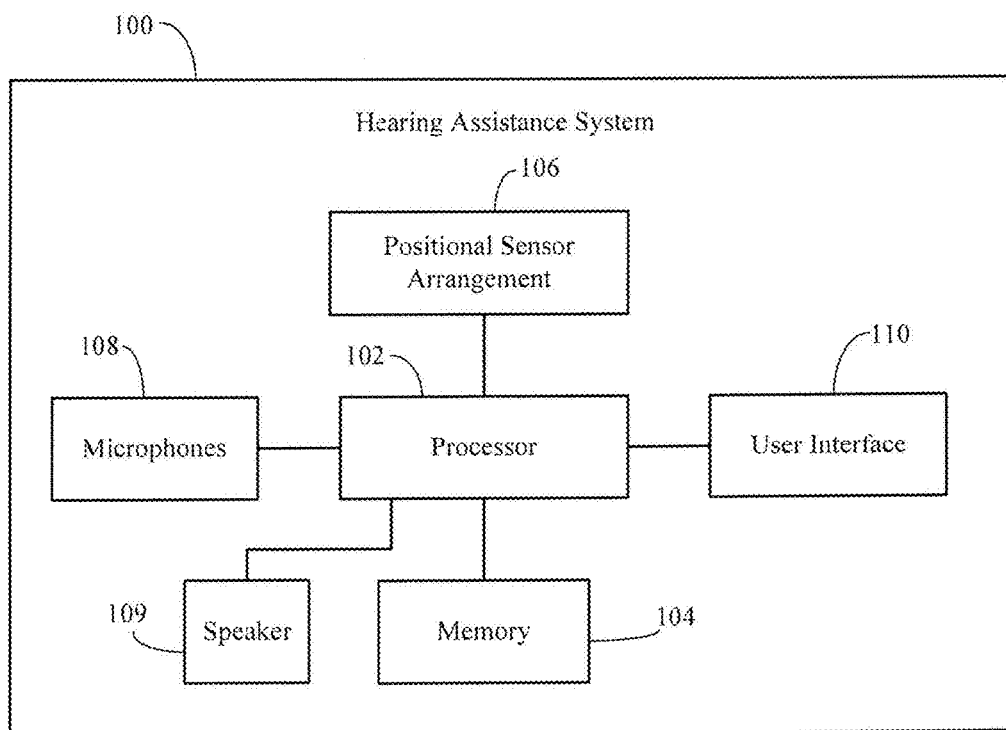 100
Hearing Assistance System
106
Positional Sensor
Arrangement
108
102
110
Microphones
Processor
User Interface
109
Speaker
Memory
104